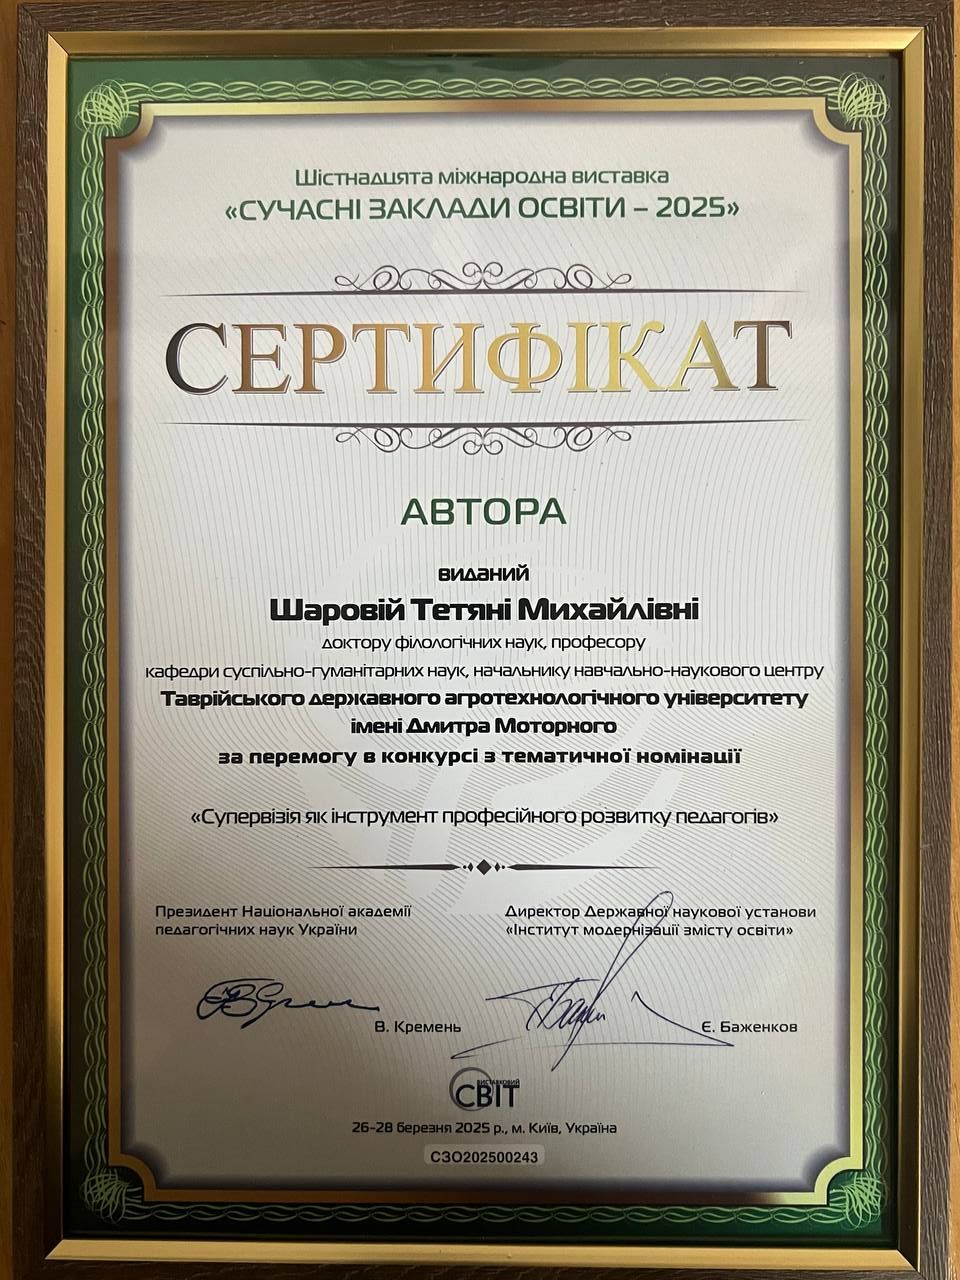 Шістнадцята міжнародна виставка
«СУЧАСНІ ЗАКЛАДИ ОСВІТИ – 2025»
СЕРТИФІКАТ
АВТОРА
виданий
Шаровій Тетяні Михайлівні
доктору філологічних наук, професору
кафедри суспільно-гуманітарних наук, начальнику навчально-наукового центру
Таврійського державного агротехнологічного університету
імені Дмитра Моторного
за перемогу в конкурсі з тематичної номінації
«Супервізія як інструмент професійного розвитку педагогів»
Президент Національної академії
педагогічних наук України
В. Кремень
Директор Державної наукової установи
«Інститут модернізації змісту освіти»
Є. Баженков
ВИСТАВКОВИЙ
СВІТ
26-28 березня 2025 р., м. Київ, Україна
СЗО202500243